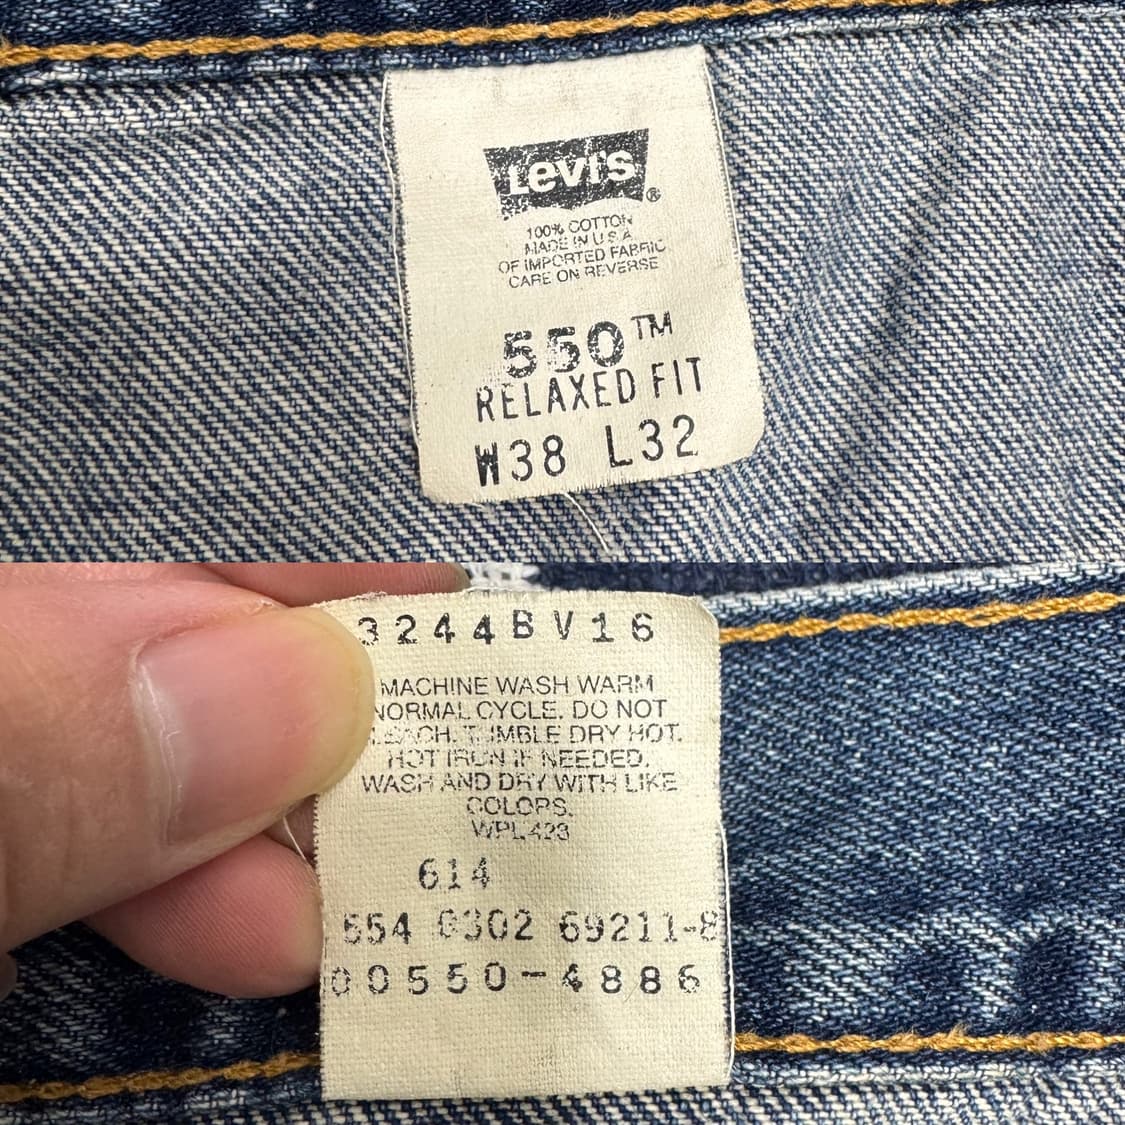 Levi's
®
100% COTTON
MADE IN U.S.A.
OF IMPORTED FABRIC
CARE ON REVERSE
550™
RELAXED FIT
W38 L32
3244BV16
MACHINE WASH WARM
NORMAL CYCLE. DO NOT
TUMBLE DRY HOT.
HOT IRON IF NEEDED.
WASH AND DRY WITH LIKE
COLORS.
WPL423
614
554 0302 69211-8
00550-4886